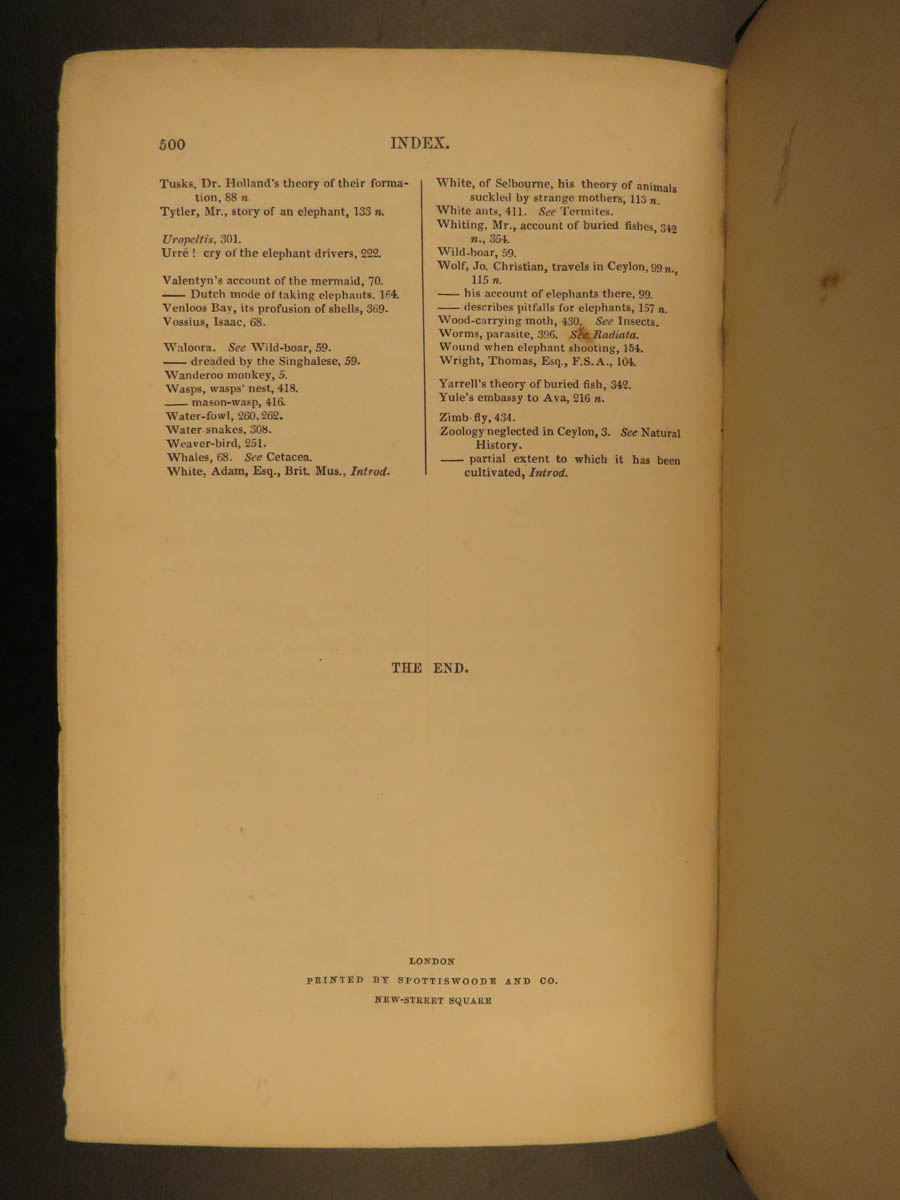 500
INDEX.
Tusks, Dr. Holland's theory of their forma-
tion, 88 n
Tytler, Mr., story of an elephant, 133 n.
Uropeltis, 301.
Urré ! cry of the elephant drivers, 222.
Valentyn's account of the mermaid, 70.
—— Dutch mode of taking elephants. 164.
Venloos Bay, its profusion of shells, 369.
Vossius, Isaac, 68.
Waloora. See Wild-boar, 59.
—— dreaded by the Singhalese, 59.
Wanderoo monkey, 5.
Wasps, wasps' nest, 418.
—— mason-wasp, 416.
Water-fowl, 260, 262.
Water snakes, 308.
Weaver-bird, 251.
Whales, 68. See Cetacea.
White, Adam, Esq., Brit. Mus., Introd.
White, of Selbourne, his theory of animals
suckled by strange mothers, 113 n.
White ants, 411. See Termites.
Whiting, Mr., account of buried fishes, 342
n., 354.
Wild-boar, 59.
Wolf, Jo. Christian, travels in Ceylon, 99 n.,
115 n.
—— his account of elephants there, 99.
—— describes pitfalls for elephants, 157 n.
Wood-carrying moth, 430. See Insects.
Worms, parasite, 396. See Radiata.
Wound when elephant shooting, 154.
Wright, Thomas, Esq., F.S.A., 104.
Yarrell's theory of buried fish, 342.
Yule's embassy to Ava, 216 n.
Zimb-fly, 434.
Zoology neglected in Ceylon, 3. See Natural
History.
—— partial extent to which it has been
cultivated, Introd.
THE END.
LONDON
PRINTED BY SPOTTISWOODE AND CO.
NEW-STREET SQUARE